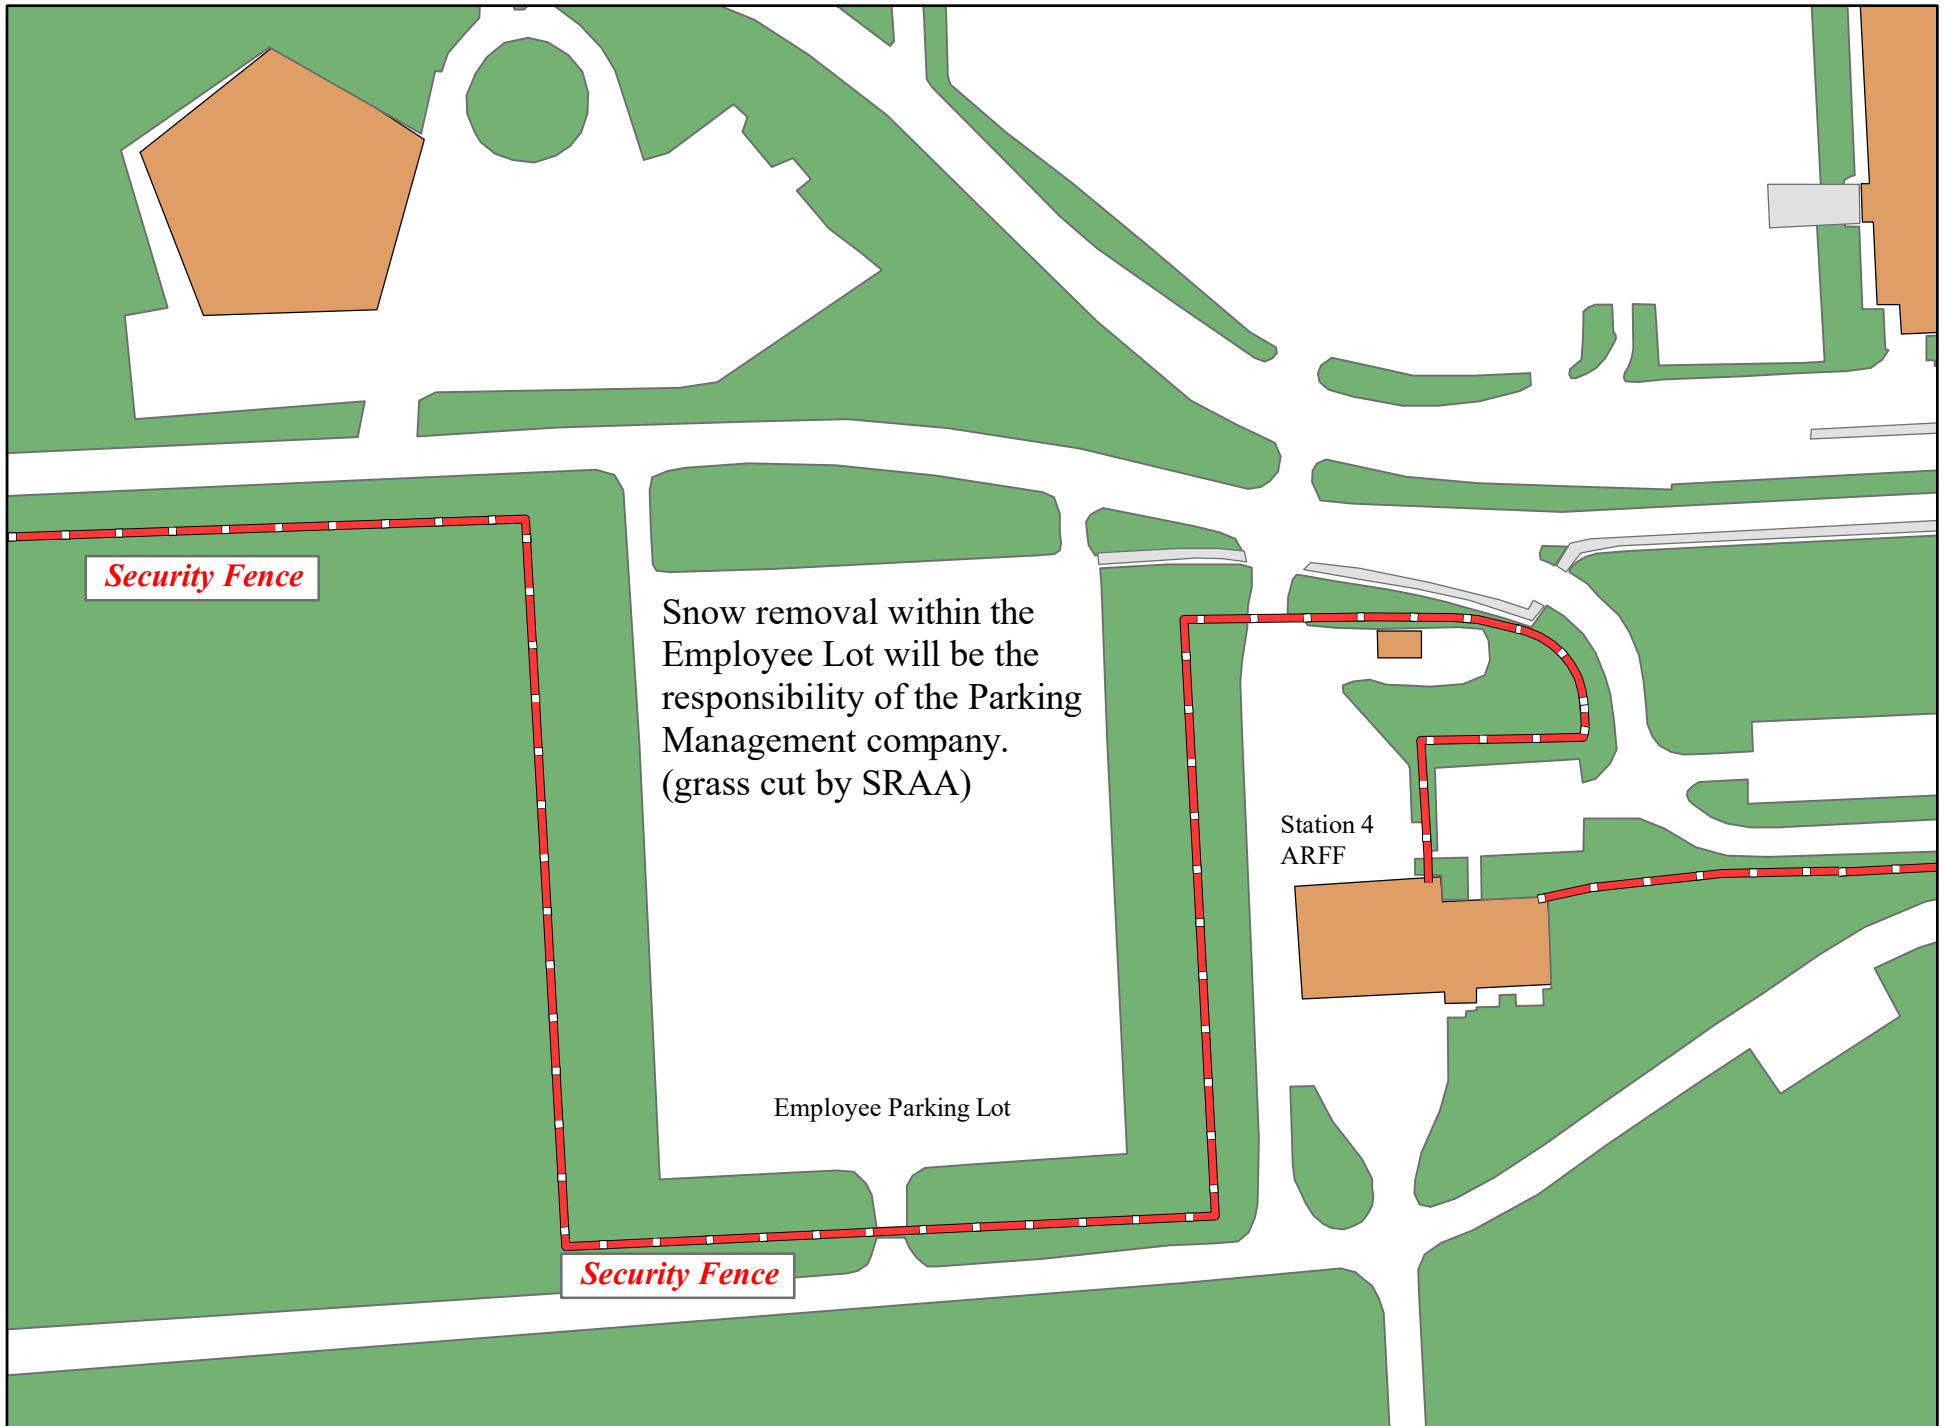 Security Fence
Snow removal within the
Employee Lot will be the
responsibility of the Parking
Management company.
(grass cut by SRAA)
Station 4
ARFF
Employee Parking Lot
Security Fence